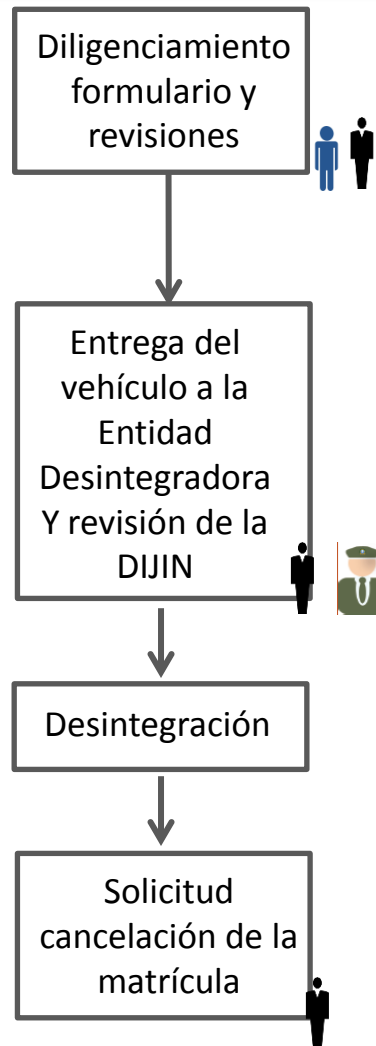 Diligenciamiento
formulario y
revisiones
Entrega del
vehículo a la
Entidad
Desintegradora
Y revisión de la
DIJIN
Desintegración
Solicitud
cancelación de la
matrícula